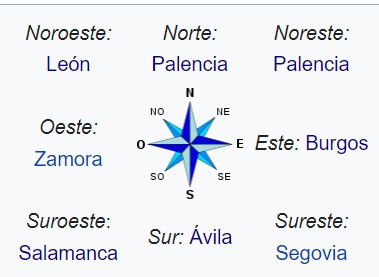 Noroeste: Norte: Noreste:
León Palencia Palencia
N
NO NE
Oeste: O E Este: Burgos
Zamora
SO SE
S
Suroeste: Sur: Ávila Sureste:
Salamanca Segovia